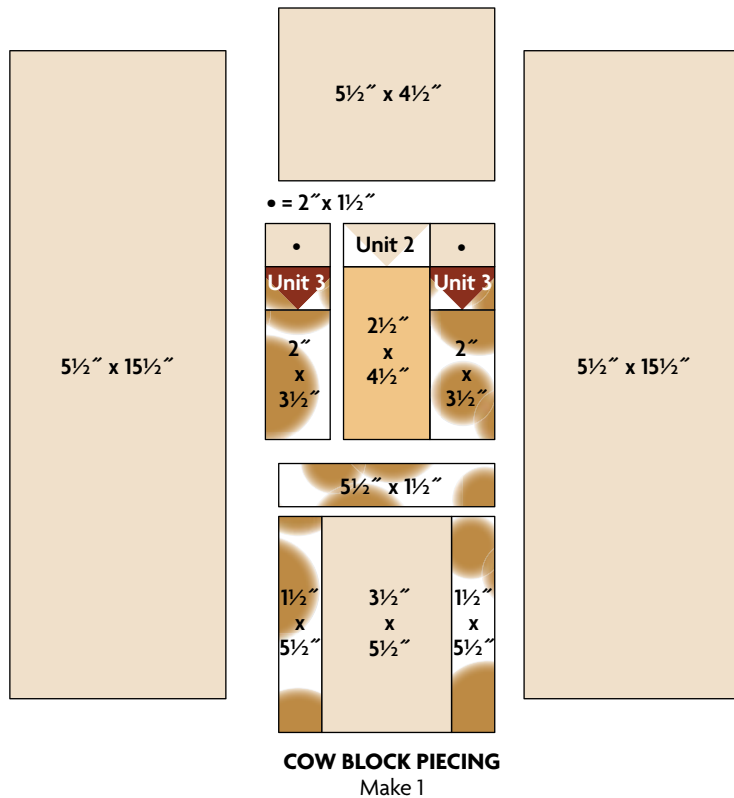 5½˝ x 4½˝
• = 2˝x 1½˝
•
Unit 2
•
Unit 3
Unit 3
2½˝
x
4½˝
2˝
x
3½˝
2˝
x
3½˝
5½˝ x 15½˝
5½˝ x 15½˝
5½˝ x 1½˝
1½˝
x
5½˝
3½˝
x
5½˝
1½˝
x
5½˝
COW BLOCK PIECING
Make 1